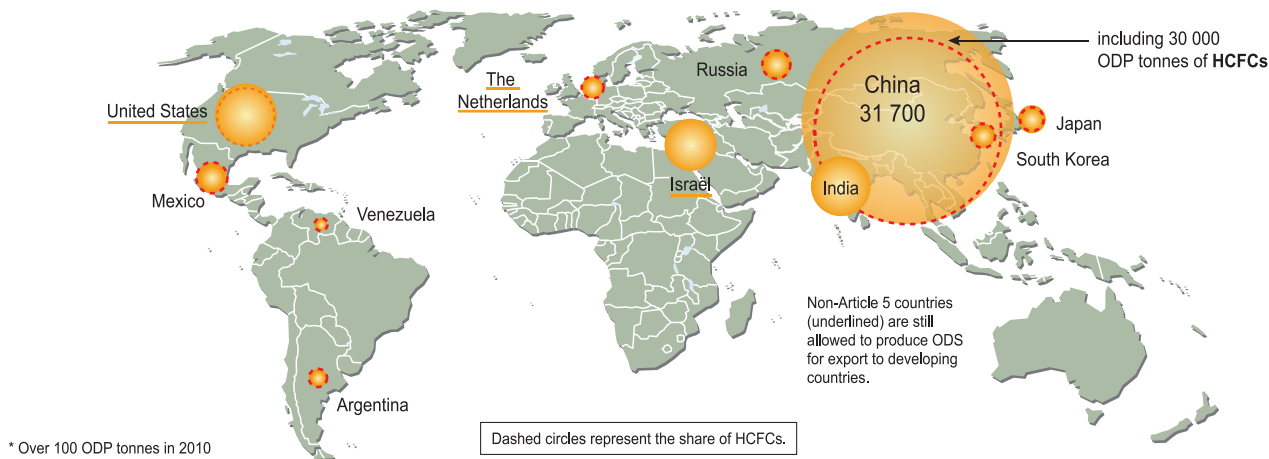 including 30 000
ODP tonnes of HCFCs
Russia
China
31 700
The
Netherlands
United States
Japan
South Korea
Mexico
Israël
India
Venezuela
Non-Article 5 countries
(underlined) are still
allowed to produce ODS
for export to developing
countries.
Argentina
Dashed circles represent the share of HCFCs.
* Over 100 ODP tonnes in 2010